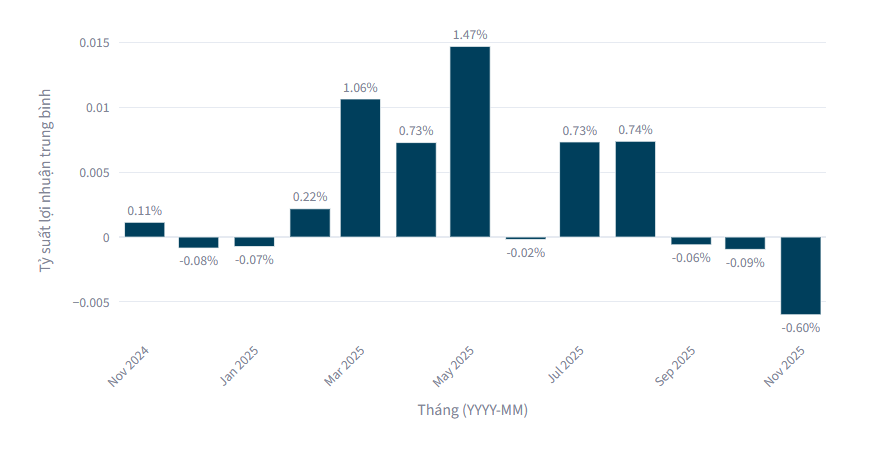 1.47%
0.015
1.06%
0.01
0.73%
0.73%
0.74%
0.005
0.22%
0.11%
0
-0.08%
-0.07%
-0.02%
-0.06%
-0.09%
−0.005
-0.60%
Tỷ suất lợi nhuận trung bình
Nov 2024
Jan 2025
Mar 2025
May 2025
Jul 2025
Sep 2025
Nov 2025
Tháng (YYYY-MM)